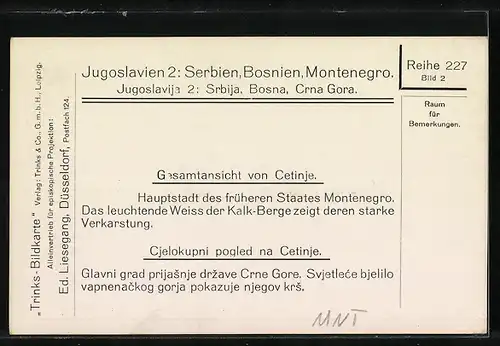 „Trinks-Bildkarte“ Verlag: Trinks & Co., G.m.b.H., Leipzig.
Alleinvertrieb für episkopische Projektion:
Ed. Liesegang, Düsseldorf, Postfach 124.
Jugoslavien 2: Serbien, Bosnien, Montenegro.
Jugoslavija 2: Srbija, Bosna, Crna Gora.
Reihe 227
Bild 2
Raum
für
Bemerkungen.
Gesamtansicht von Cetinje.
Hauptstadt des früheren Staates Montenegro.
Das leuchtende Weiss der Kalk-Berge zeigt deren starke
Verkarstung.
Cjelokupni pogled na Cetinje.
Glavni grad prijašnje države Crne Gore. Svjetleće bjelilo
vapnenačkog gorja pokazuje njegov krš.
MNT